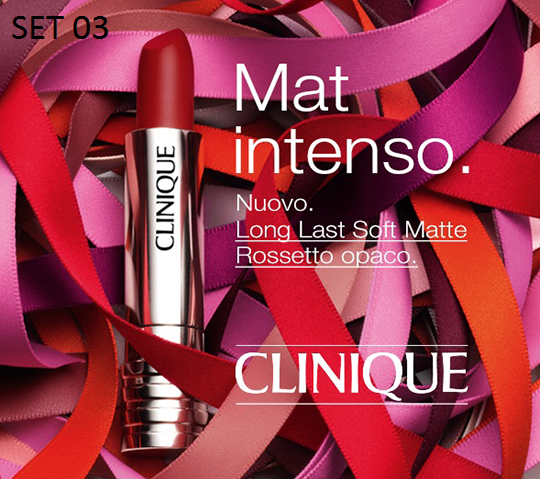 SET 03
Mat
intenso.
Nuovo.
Long Last Soft Matte
Rossetto opaco.
CLINIQUE
CLINIQUE